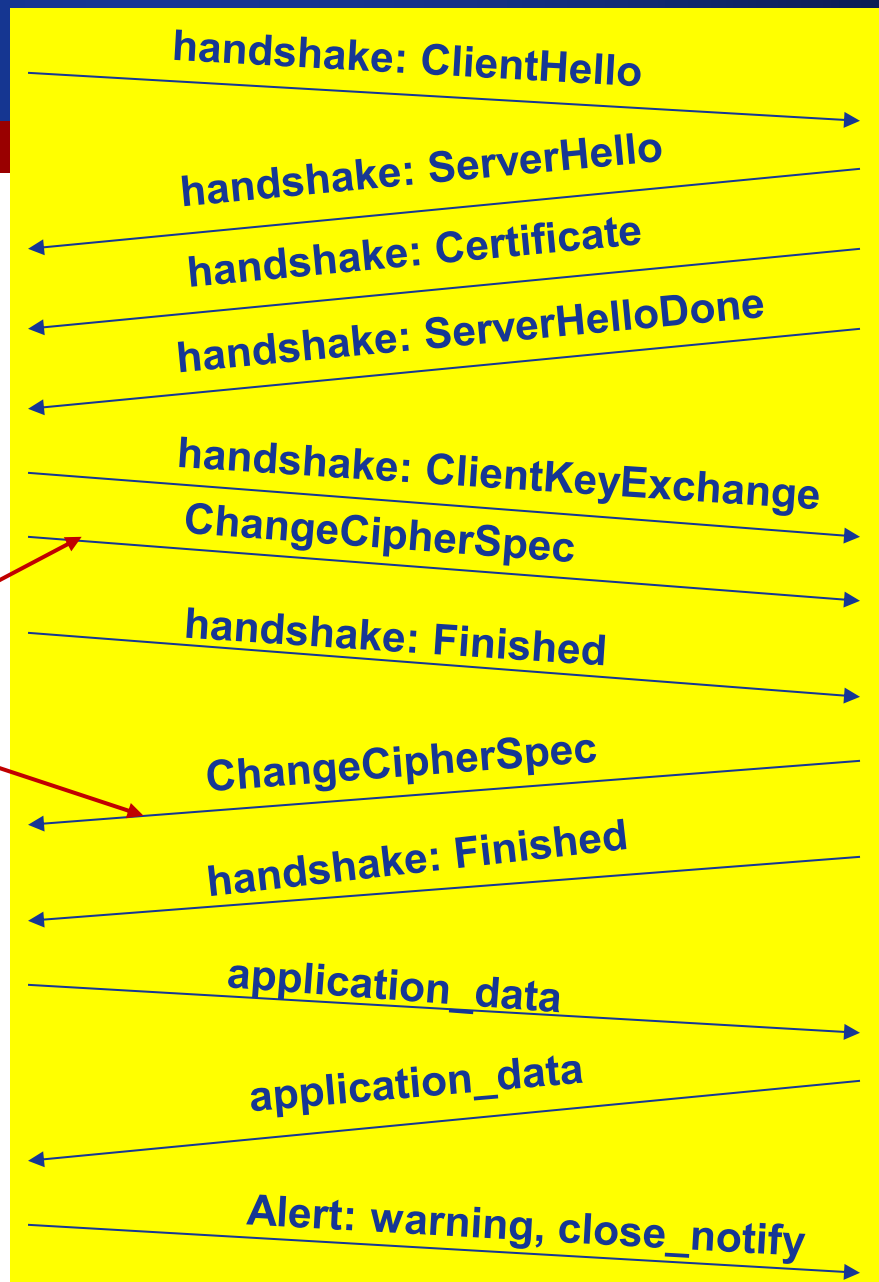 handshake: ClientHello
handshake: ServerHello
handshake: Certificate
handshake: ServerHelloDone
handshake: ClientKeyExchange
ChangeCipherSpec
handshake: Finished
ChangeCipherSpec
handshake: Finished
application_data
application_data
Alert: warning, close_notify